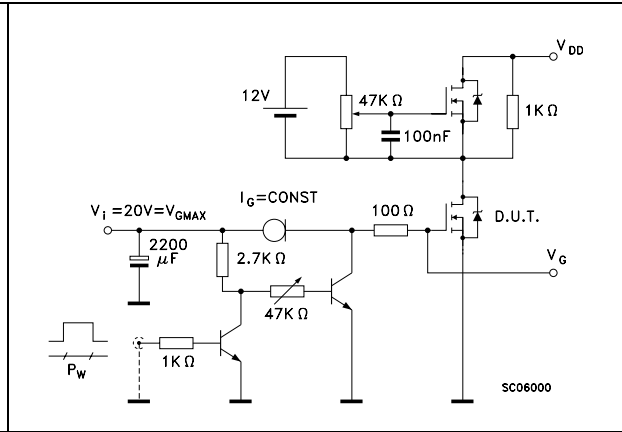 V DD
12V
47K Ω
1K Ω
100nF
I G =CONST
V i =20V=V GMAX
100 Ω
D.U.T.
2200
μF
2.7K Ω
V G
47K Ω
1K Ω
P W
SC06000